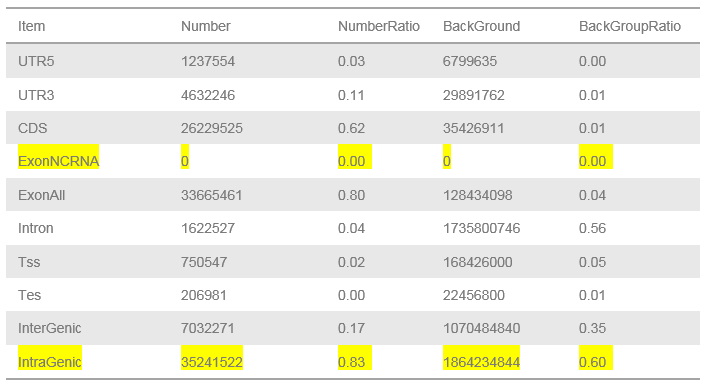 Item Number NumberRatio BackGround BackGroupRatio
UTR5 1237554 0.03 6799635 0.00
UTR3 4632246 0.11 29891762 0.01
CDS 26229525 0.62 35426911 0.01
ExonNCRNA 0 0.00 0 0.00
ExonAll 33665461 0.80 128434098 0.04
Intron 1622527 0.04 1735800746 0.56
Tss 750547 0.02 168426000 0.05
Tes 206981 0.00 22456800 0.01
InterGenic 7032271 0.17 1070484840 0.35
IntraGenic 35241522 0.83 1864234844 0.60